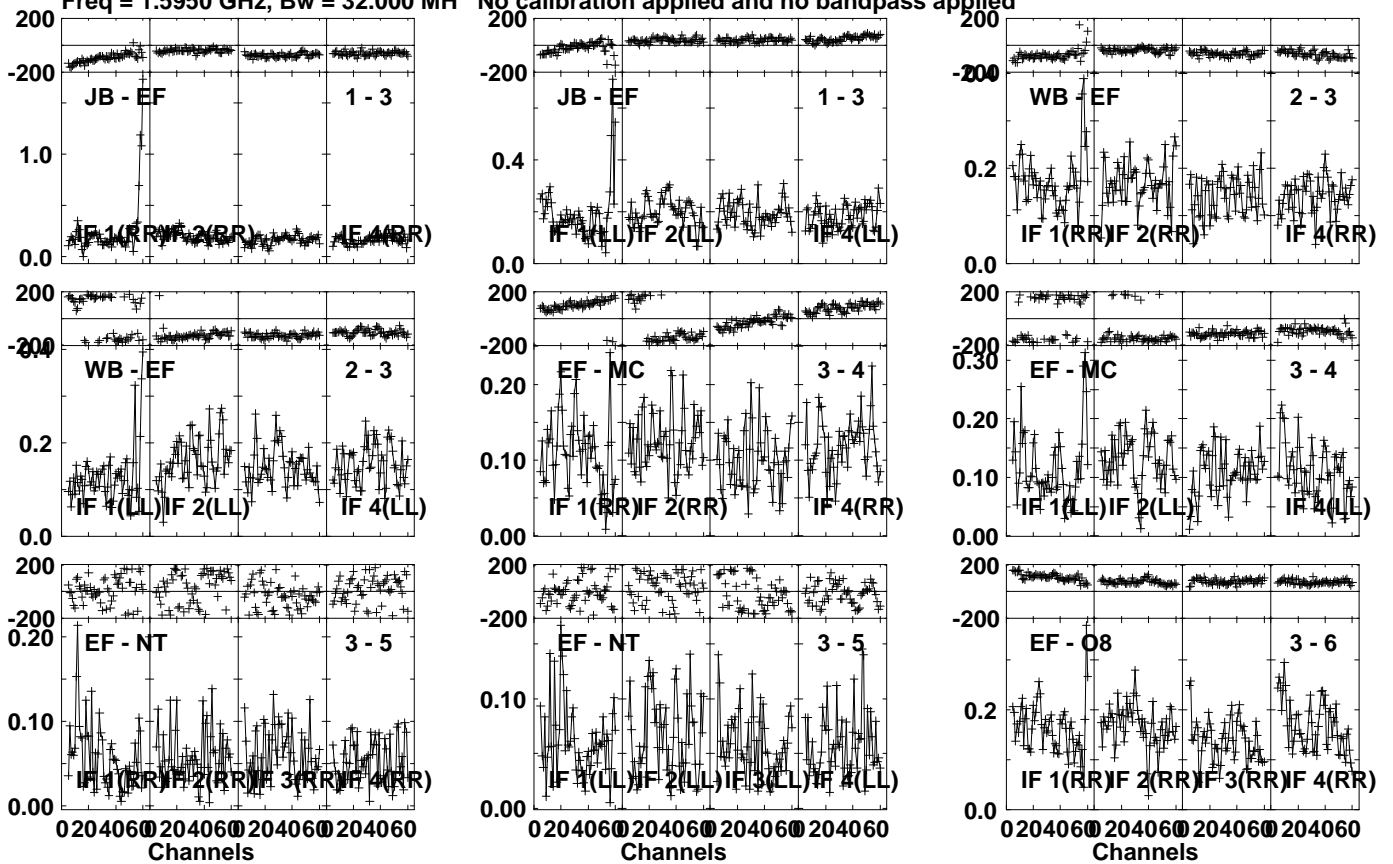 Freq = 1.5950 GHz, Bw = 32.000 MH No calibration applied and no bandpass applied
200
-200
JB - EF 1 - 3
1.0
0.0
IF 1(RR) IF 2(RR) IF 4(RR)
JB - EF 1 - 3
0.4
0.0
IF 1(LL) IF 2(LL) IF 4(LL)
200
-200
0.4
WB - EF 2 - 3
0.2
0.0
IF 1(RR) IF 2(RR) IF 4(RR)
200
-200
0.4
WB - EF 2 - 3
0.2
0.0
IF 1(LL) IF 2(LL) IF 4(LL)
200
-200
EF - MC 3 - 4
0.20
0.10
0.00
IF 1(RR) IF 2(RR) IF 4(RR)
200
-200
0.30
EF - MC 3 - 4
0.20
0.10
0.00
IF 1(LL) IF 2(LL) IF 4(LL)
200
-200
0.20
EF - NT 3 - 5
0.10
0.00
IF 1(RR) IF 2(RR) IF 3(RR) IF 4(RR)
0 20 40 60 0 20 40 60 0 20 40 60 0 20 40 60
Channels
200
-200
EF - NT 3 - 5
0.10
0.00
IF 1(LL) IF 2(LL) IF 3(LL) IF 4(LL)
0 20 40 60 0 20 40 60 0 20 40 60 0 20 40 60
Channels
200
-200
EF - O8 3 - 6
0.2
0.0
IF 1(RR) IF 2(RR) IF 3(RR) IF 4(RR)
0 20 40 60 0 20 40 60 0 20 40 60 0 20 40 60
Channels